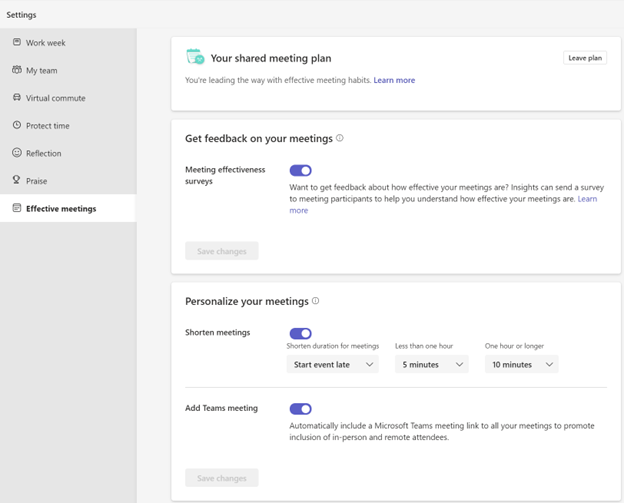 Settings
Work week
My team
Virtual commute
Protect time
Reflection
Praise
Effective meetings
Your shared meeting plan
Leave plan
You're leading the way with effective meeting habits. Learn more
Get feedback on your meetings
Meeting effectiveness
surveys
Want to get feedback about how effective your meetings are? Insights can send a survey
to meeting participants to help you understand how effective your meetings are. Learn
more
Save changes
Personalize your meetings
Shorten meetings
Shorten duration for meetings Less than one hour One hour or longer
Start event late 5 minutes 10 minutes
Add Teams meeting
Automatically include a Microsoft Teams meeting link to all your meetings to promote
inclusion of in-person and remote attendees.
Save changes